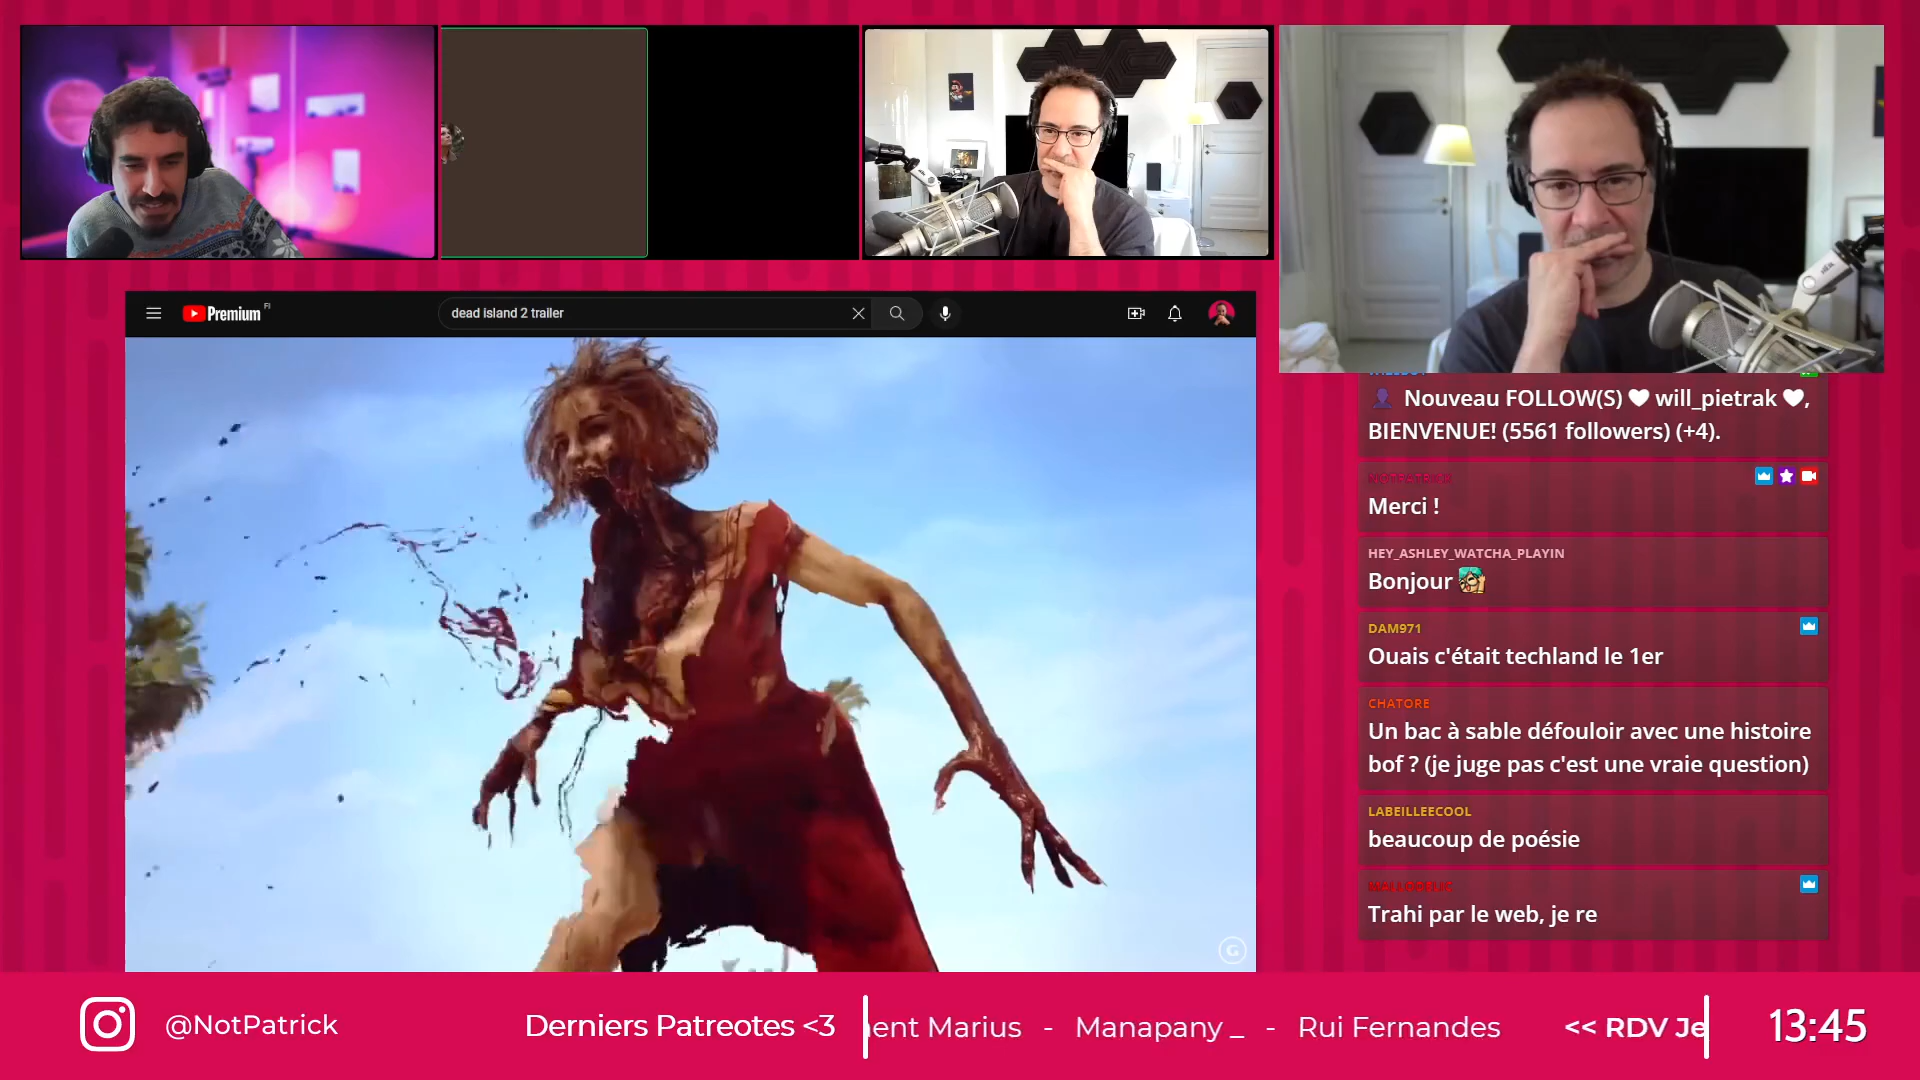 Premium FI
dead island 2 trailer
Nouveau FOLLOW(S) will_pietrak ,
BIENVENUE! (5561 followers) (+4).
NOTPATRICK
Merci !
HEY_ASHLEY_WATCHA_PLAYIN
Bonjour
DAM971
Ouais c'était techland le 1er
CHATORE
Un bac à sable défouloir avec une histoire
bof ? (je juge pas c'est une vraie question)
LABEILLEECOOL
beaucoup de poésie
Trahi par le web, je re
G
@NotPatrick
Derniers Patreotes <3
ent Marius - Manapany _ - Rui Fernandes
<< RDV Je
13:45